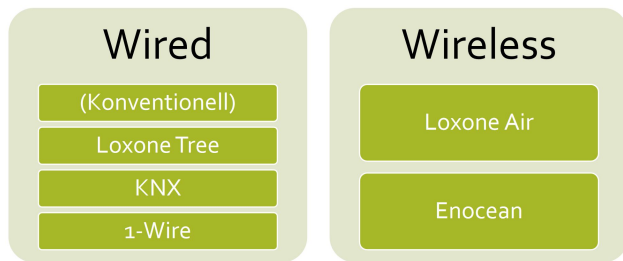 Wired
(Konventionell)
Loxone Tree
KNX
1-Wire
Wireless
Loxone Air
Enocean